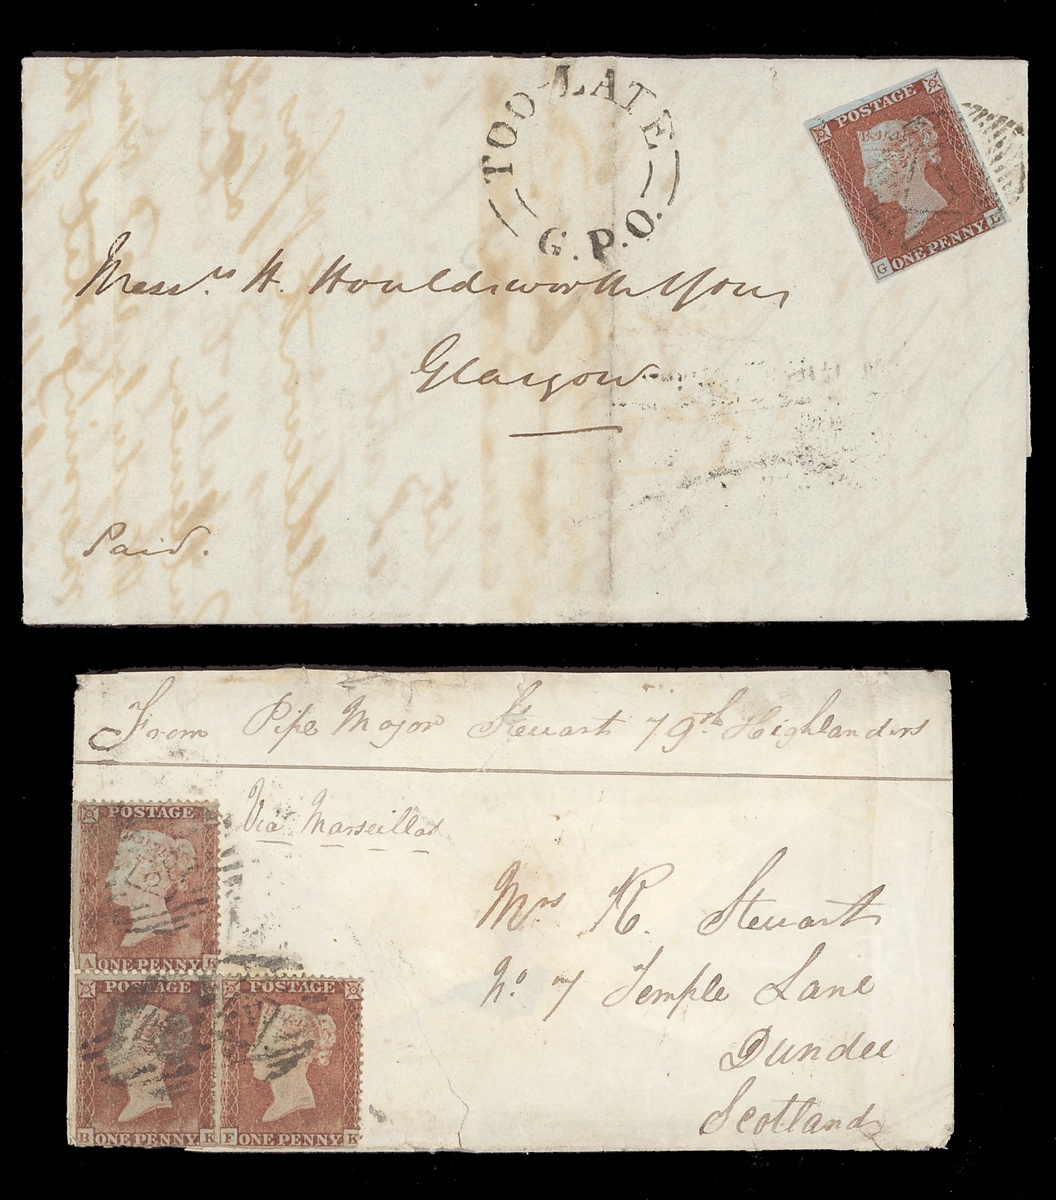 TOO-LATE
G.P.O.
POSTAGE
G ONE PENNY L
Messrs. H. Houldsworth & Sons
Glasgow
Paid.
From Pipe Major Stewart 79th Highlanders
Via Marseilles
POSTAGE
A ONE PENNY
POSTAGE
B ONE PENNY K
POSTAGE
F ONE PENNY K
Mrs R. Stewart
No 7 Temple Lane
Dundee
Scotland